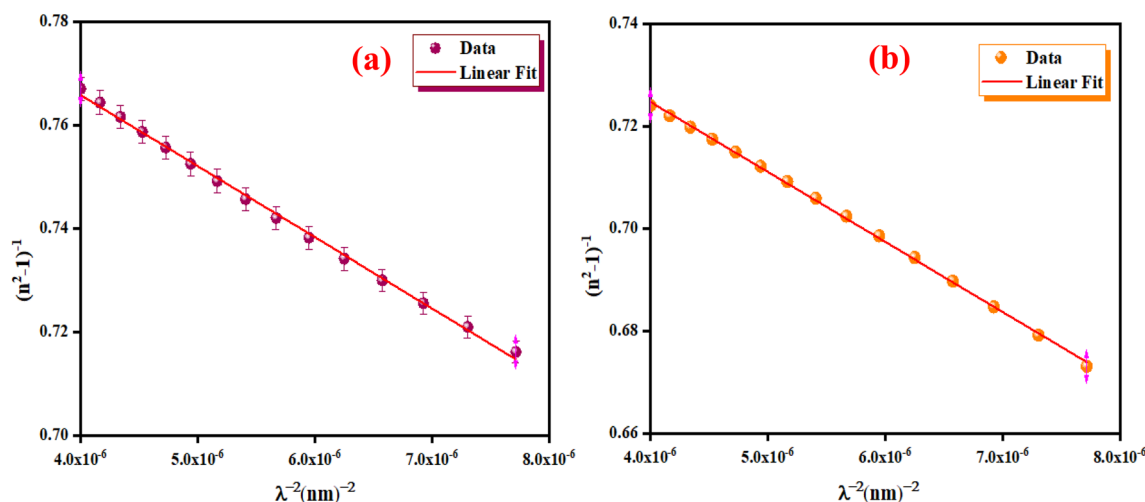 (a)
Data
Linear Fit
0.78
0.76
0.74
0.72
0.70
(n²-1)⁻¹
4.0x10⁻⁶
5.0x10⁻⁶
6.0x10⁻⁶
7.0x10⁻⁶
8.0x10⁻⁶
λ⁻²(nm)⁻²
(b)
Data
Linear Fit
0.74
0.72
0.70
0.68
0.66
(n²-1)⁻¹
4.0x10⁻⁶
5.0x10⁻⁶
6.0x10⁻⁶
7.0x10⁻⁶
8.0x10⁻⁶
λ⁻²(nm)⁻²